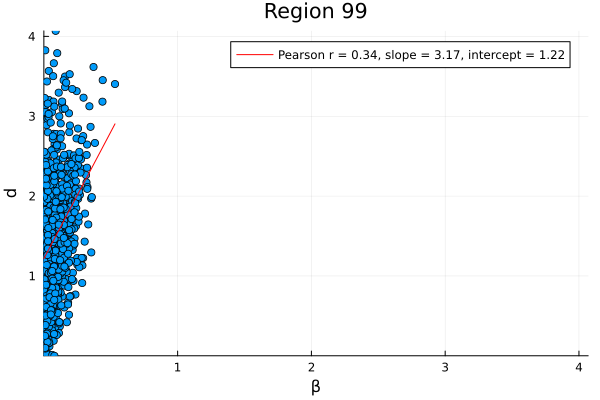 Region 99
Pearson r = 0.34, slope = 3.17, intercept = 1.22
4
3
2
1
d
1 2 3 4
β